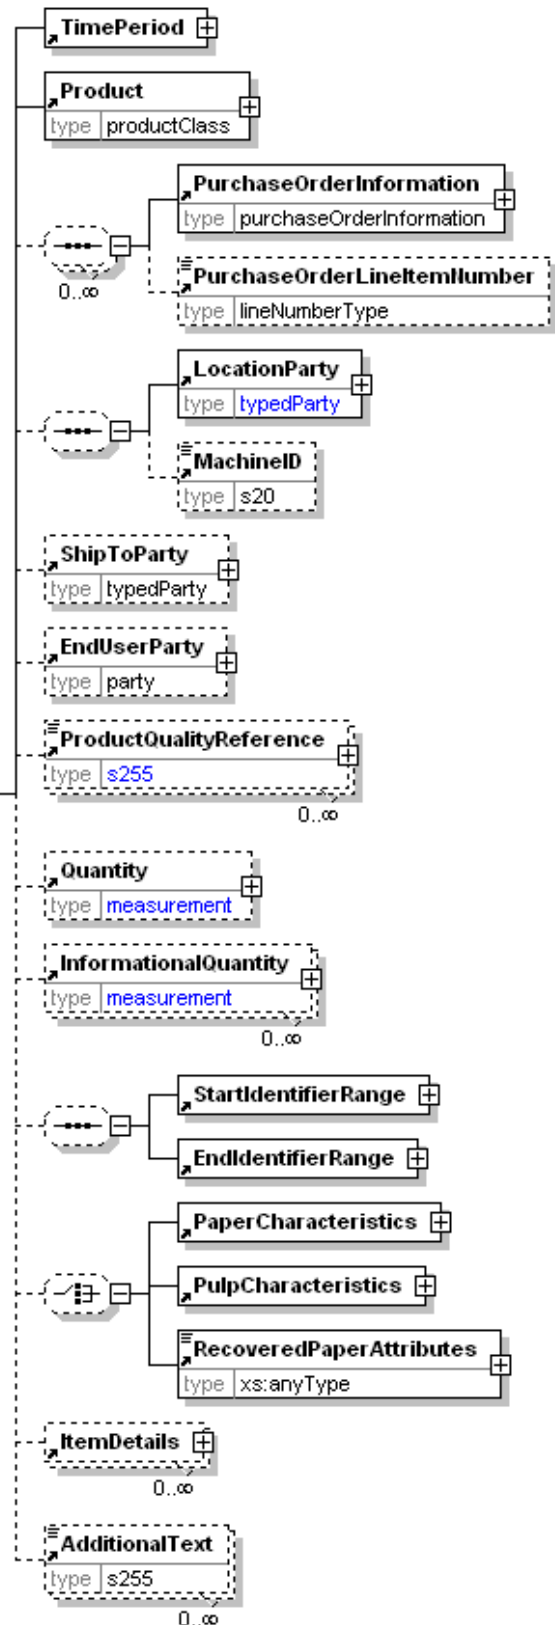 TimePeriod
Product
type productClass
PurchaseOrderInformation
type purchaseOrderInformation
0..∞
PurchaseOrderLineItemNumber
type lineNumberType
LocationParty
type typedParty
MachineID
type s20
ShipToParty
type typedParty
EndUserParty
type party
ProductQualityReference
type s255
0..∞
Quantity
type measurement
InformationalQuantity
type measurement
0..∞
StartIdentifierRange
EndIdentifierRange
PaperCharacteristics
PulpCharacteristics
RecoveredPaperAttributes
type xs:anyType
ItemDetails
0..∞
AdditionalText
type s255
0..∞